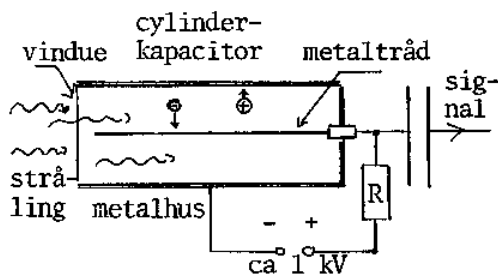 cylinder-
kapacitor
vindue
metaltråd
sig-
nal
strå-
ling
metalhus
R
- +
ca 1 kV